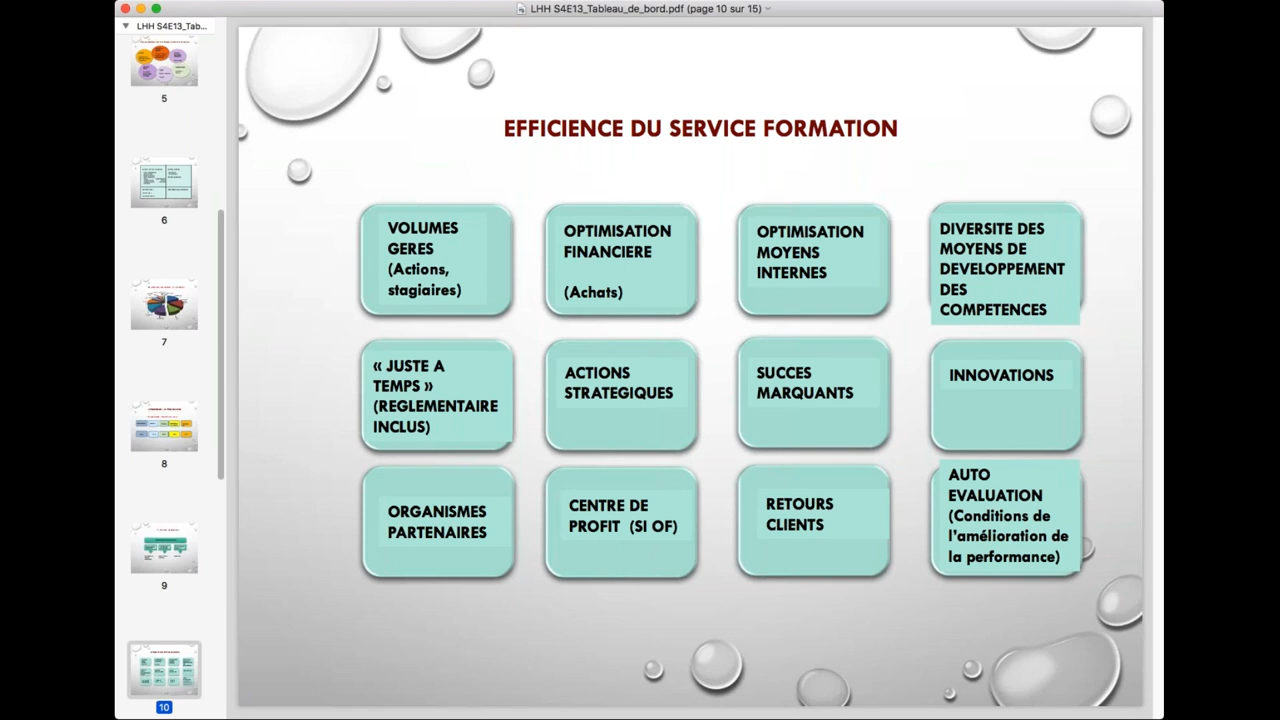 LHH S4E13_Tableau_de_bord.pdf (page 10 sur 15)
LHH S4E13_Tab...
5
6
7
8
9
10
EFFICIENCE DU SERVICE FORMATION
VOLUMES
GERES
(Actions,
stagiaires)
OPTIMISATION
FINANCIERE
(Achats)
OPTIMISATION
MOYENS
INTERNES
DIVERSITE DES
MOYENS DE
DEVELOPPEMENT
DES
COMPETENCES
« JUSTE A
TEMPS »
(REGLEMENTAIRE
INCLUS)
ACTIONS
STRATEGIQUES
SUCCES
MARQUANTS
INNOVATIONS
ORGANISMES
PARTENAIRES
CENTRE DE
PROFIT (SI OF)
RETOURS
CLIENTS
AUTO
EVALUATION
(Conditions de
l'amélioration de
la performance)